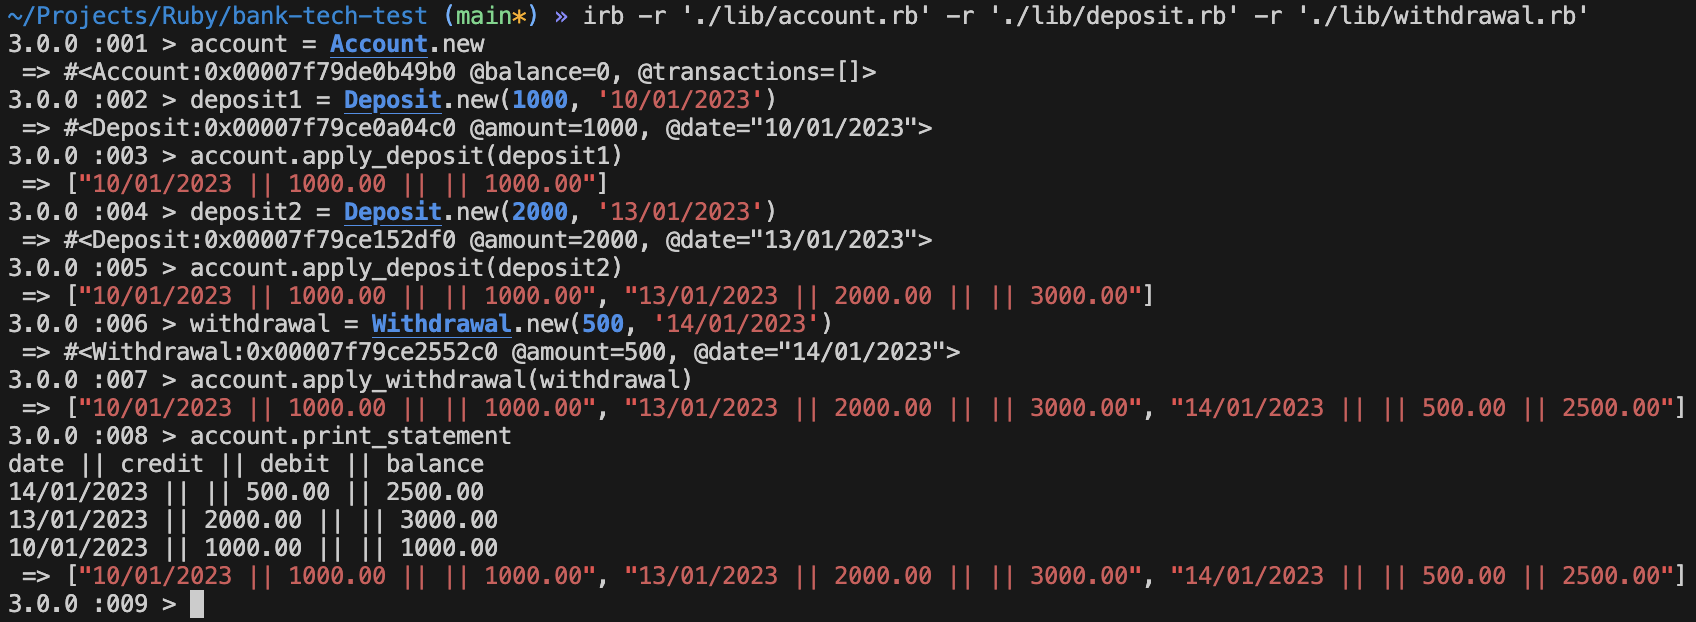 ~/Projects/Ruby/bank-tech-test (main*) » irb -r './lib/account.rb' -r './lib/deposit.rb' -r './lib/withdrawal.rb'
3.0.0 :001 > account = Account.new
 => #<Account:0x00007f79de0b49b0 @balance=0, @transactions=[]>
3.0.0 :002 > deposit1 = Deposit.new(1000, '10/01/2023')
 => #<Deposit:0x00007f79ce0a04c0 @amount=1000, @date="10/01/2023">
3.0.0 :003 > account.apply_deposit(deposit1)
 => ["10/01/2023 || 1000.00 || || 1000.00"]
3.0.0 :004 > deposit2 = Deposit.new(2000, '13/01/2023')
 => #<Deposit:0x00007f79ce152df0 @amount=2000, @date="13/01/2023">
3.0.0 :005 > account.apply_deposit(deposit2)
 => ["10/01/2023 || 1000.00 || || 1000.00", "13/01/2023 || 2000.00 || || 3000.00"]
3.0.0 :006 > withdrawal = Withdrawal.new(500, '14/01/2023')
 => #<Withdrawal:0x00007f79ce2552c0 @amount=500, @date="14/01/2023">
3.0.0 :007 > account.apply_withdrawal(withdrawal)
 => ["10/01/2023 || 1000.00 || || 1000.00", "13/01/2023 || 2000.00 || || 3000.00", "14/01/2023 || || 500.00 || 2500.00"]
3.0.0 :008 > account.print_statement
date || credit || debit || balance
14/01/2023 || || 500.00 || 2500.00
13/01/2023 || 2000.00 || || 3000.00
10/01/2023 || 1000.00 || || 1000.00
 => ["10/01/2023 || 1000.00 || || 1000.00", "13/01/2023 || 2000.00 || || 3000.00", "14/01/2023 || || 500.00 || 2500.00"]
3.0.0 :009 >